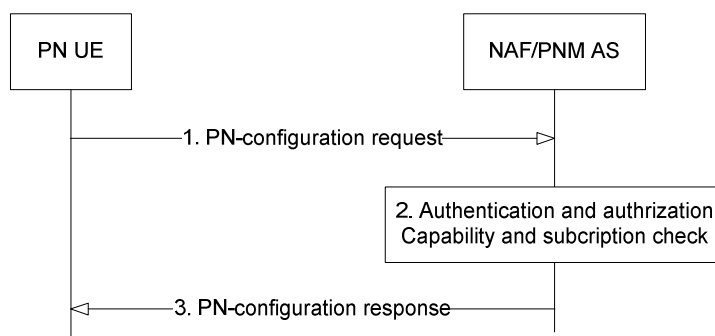 PN UE
NAF/PNM AS
1. PN-configuration request
2. Authentication and authrization
Capability and subcription check
3. PN-configuration response